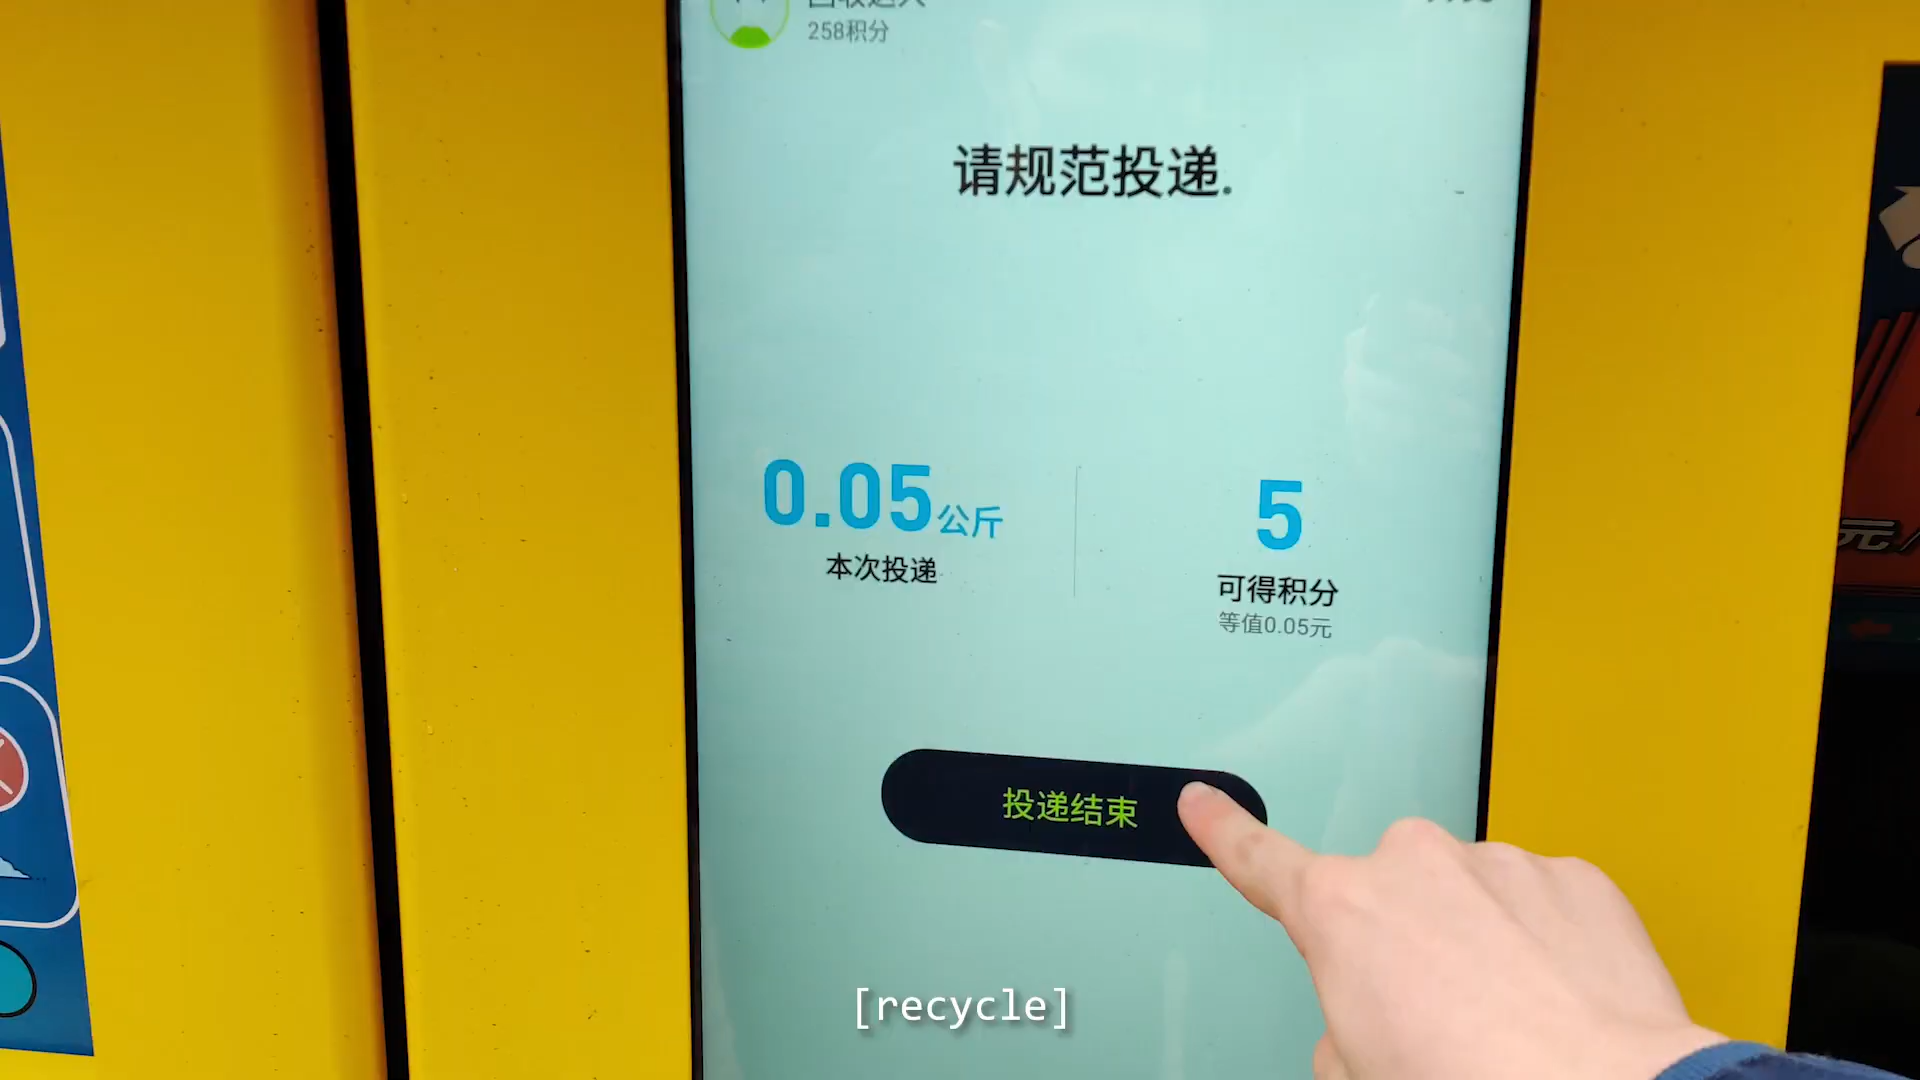 258积分
请规范投递.
0.05公斤
本次投递
5
可得积分
等值0.05元
投递结束
元/
[recycle]